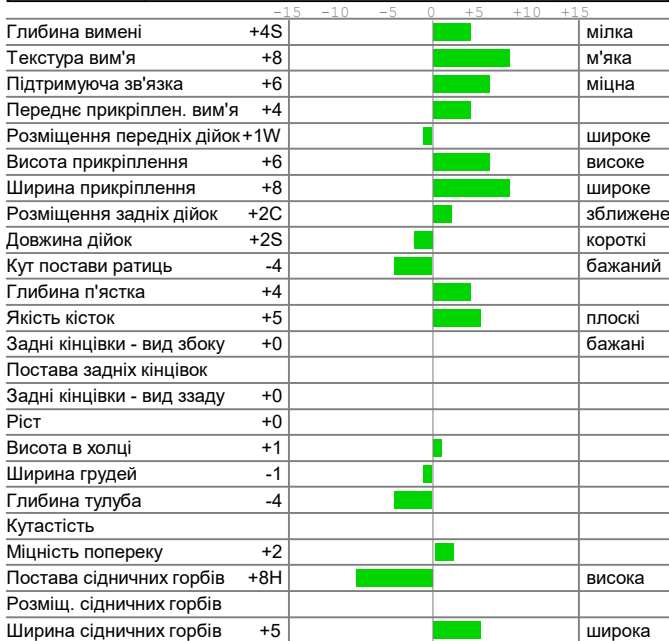 -15 -10 -5 0 +5 +10 +15
Глибина вимені +4S мілка
Текстура вим'я +8 м'яка
Підтримуюча зв'язка +6 міцна
Переднє прикріплен. вим'я +4
Розміщення передніх дійок +1W широке
Висота прикріплення +6 високе
Ширина прикріплення +8 широке
Розміщення задніх дійок +2C зближене
Довжина дійок +2S короткі
Кут постави ратиць -4 бажаний
Глибина п'ястка +4
Якість кісток +5 плоскі
Задні кінцівки - вид збоку +0 бажані
Постава задніх кінцівок
Задні кінцівки - вид ззаду +0
Ріст +0
Висота в холці +1
Ширина грудей -1
Глибина тулуба -4
Кутастість
Міцність попереку +2
Постава сідничних горбів +8H висока
Розміщ. сідничних горбів
Ширина сідничних горбів +5 широка